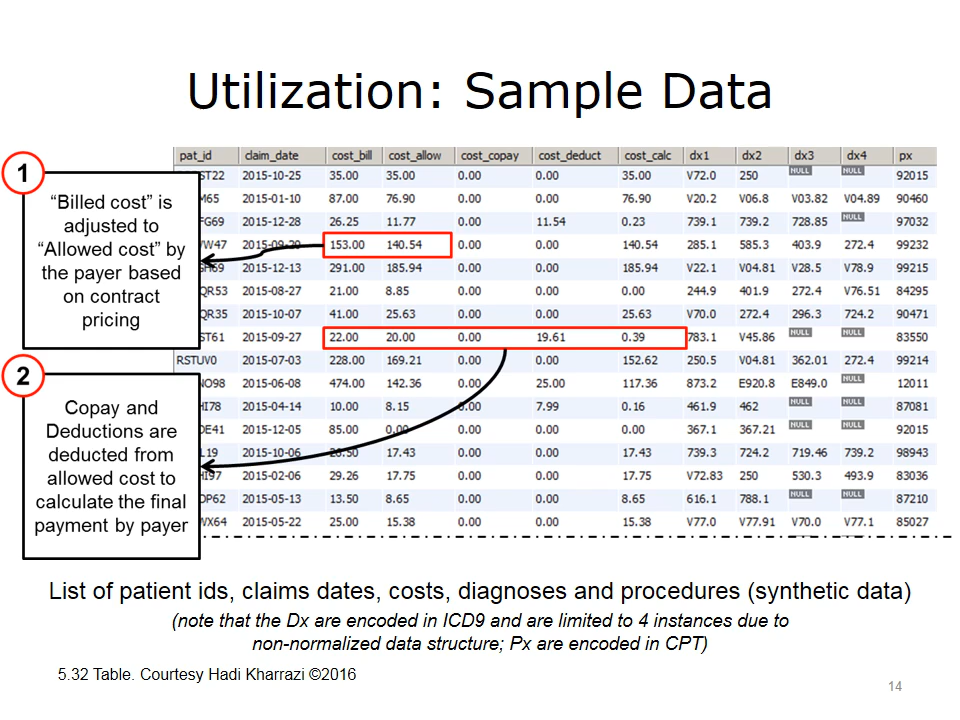 Utilization: Sample Data
1
“Billed cost” is
adjusted to
“Allowed cost” by
the payer based
on contract
pricing
2
Copay and
Deductions are
deducted from
allowed cost to
calculate the final
payment by payer
pat_id claim_date cost_bill cost_allow cost_copay cost_deduct cost_calc dx1 dx2 dx3 dx4 px
ST22 2015-10-25 35.00 35.00 0.00 0.00 35.00 V72.0 250 NULL NULL 92015
M65 2015-01-10 87.00 76.90 0.00 0.00 76.90 V20.2 V06.8 V03.82 V04.89 90460
FG69 2015-12-28 26.25 11.77 0.00 11.54 0.23 739.1 739.2 728.85 NULL 97032
W47 2015-09-20 153.00 140.54 0.00 0.00 140.54 285.1 585.3 403.9 272.4 99232
2015-12-13 291.00 185.94 0.00 0.00 185.94 V22.1 V04.81 V28.5 V78.9 99215
QR53 2015-08-27 21.00 8.85 0.00 0.00 0.00 244.9 401.9 272.4 V76.51 84295
QR35 2015-10-07 41.00 25.63 0.00 0.00 25.63 V70.0 272.4 296.3 724.2 90471
ST61 2015-09-27 22.00 20.00 0.00 19.61 0.39 783.1 V45.86 NULL NULL 83550
RSTUV0 2015-07-03 228.00 169.21 0.00 0.00 152.62 250.5 V04.81 362.01 272.4 99214
NO98 2015-06-08 474.00 142.36 0.00 25.00 117.36 873.2 E920.8 E849.0 NULL 12011
HI78 2015-04-14 10.00 8.15 0.00 7.99 0.16 461.9 462 NULL NULL 87081
DE41 2015-12-05 85.00 0.00 0.00 0.00 0.00 367.1 367.21 NULL NULL 92015
L19 2015-10-06 26.50 17.43 0.00 0.00 17.43 739.3 724.2 719.46 739.2 98943
HI97 2015-02-06 29.26 17.75 0.00 0.00 17.75 V72.83 250 530.3 493.9 83036
OP62 2015-05-13 13.50 8.65 0.00 0.00 8.65 616.1 788.1 NULL NULL 87210
WX64 2015-05-22 25.00 15.38 0.00 0.00 15.38 V77.0 V77.91 V70.0 V77.1 85027
List of patient ids, claims dates, costs, diagnoses and procedures (synthetic data)
(note that the Dx are encoded in ICD9 and are limited to 4 instances due to
non-normalized data structure; Px are encoded in CPT)
5.32 Table. Courtesy Hadi Kharrazi ©2016
14